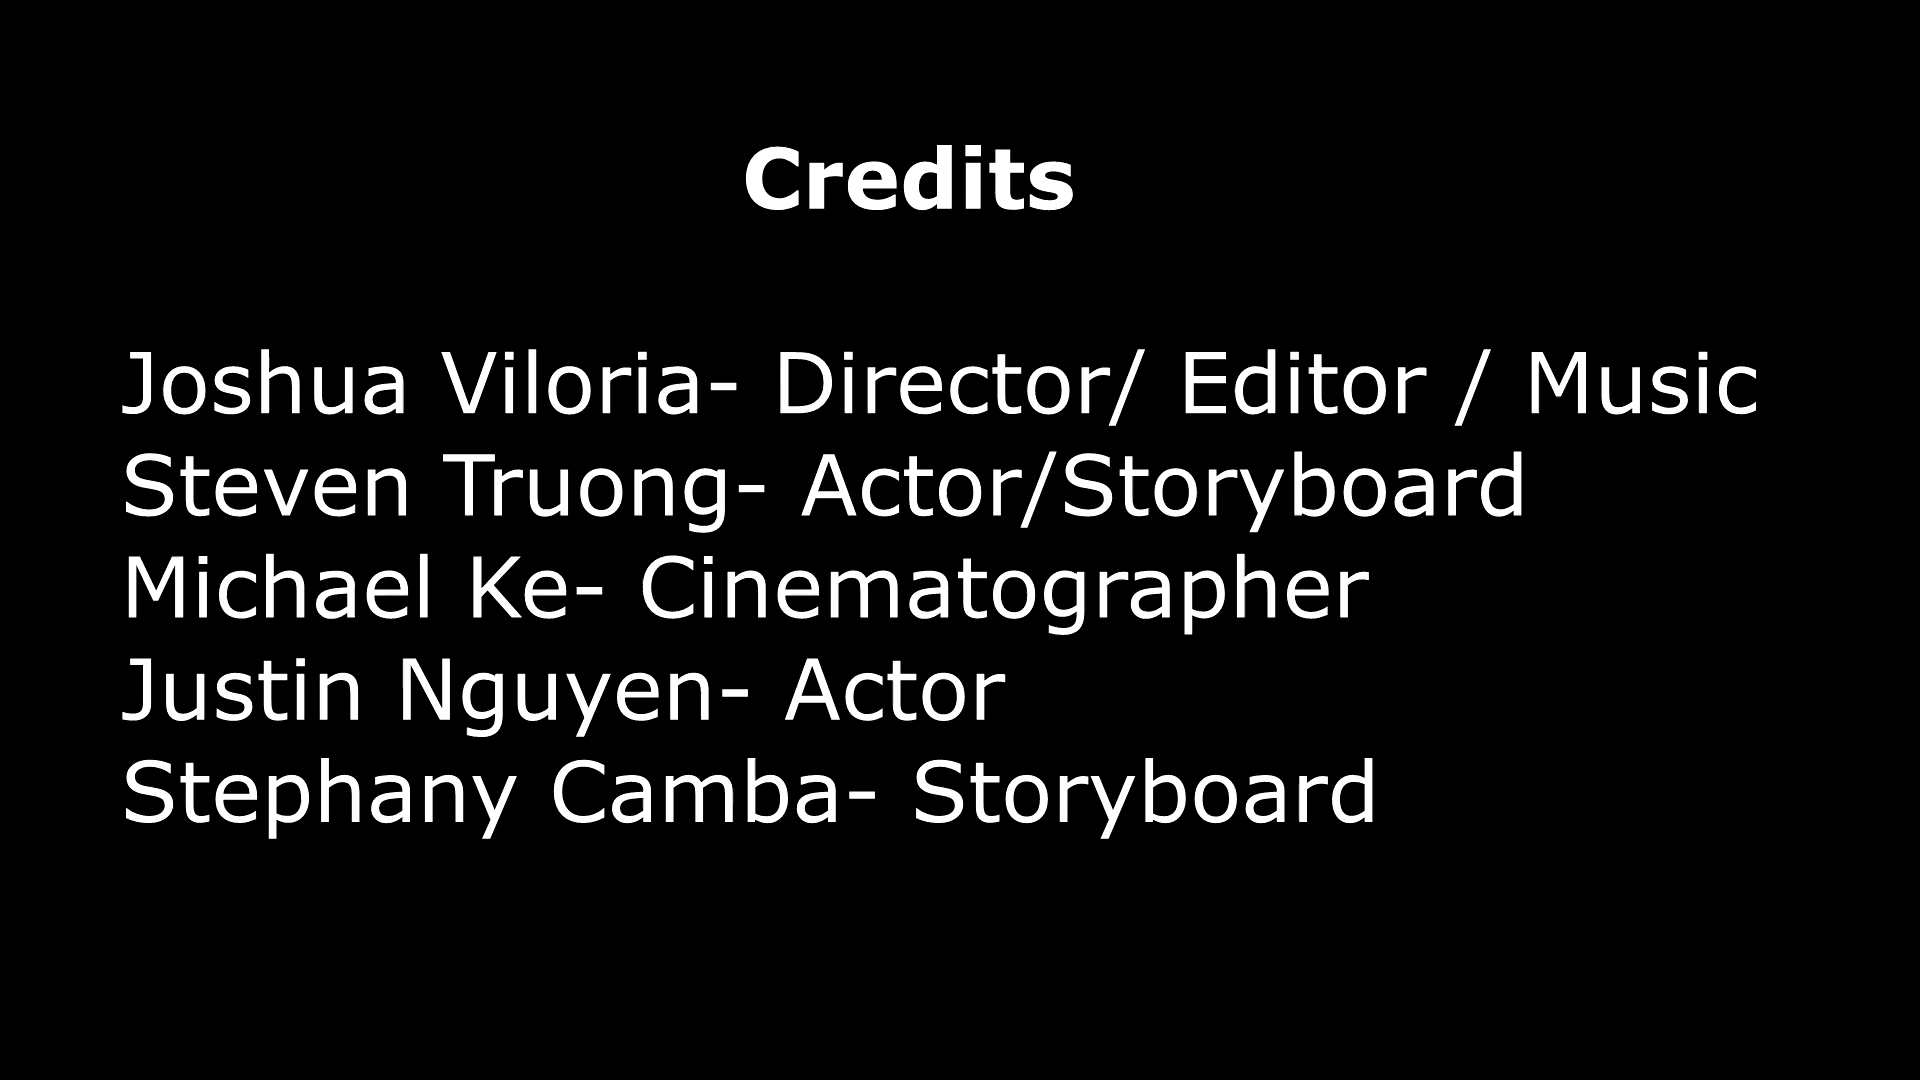 Credits
Joshua Viloria- Director/ Editor / Music
Steven Truong- Actor/Storyboard
Michael Ke- Cinematographer
Justin Nguyen- Actor
Stephany Camba- Storyboard